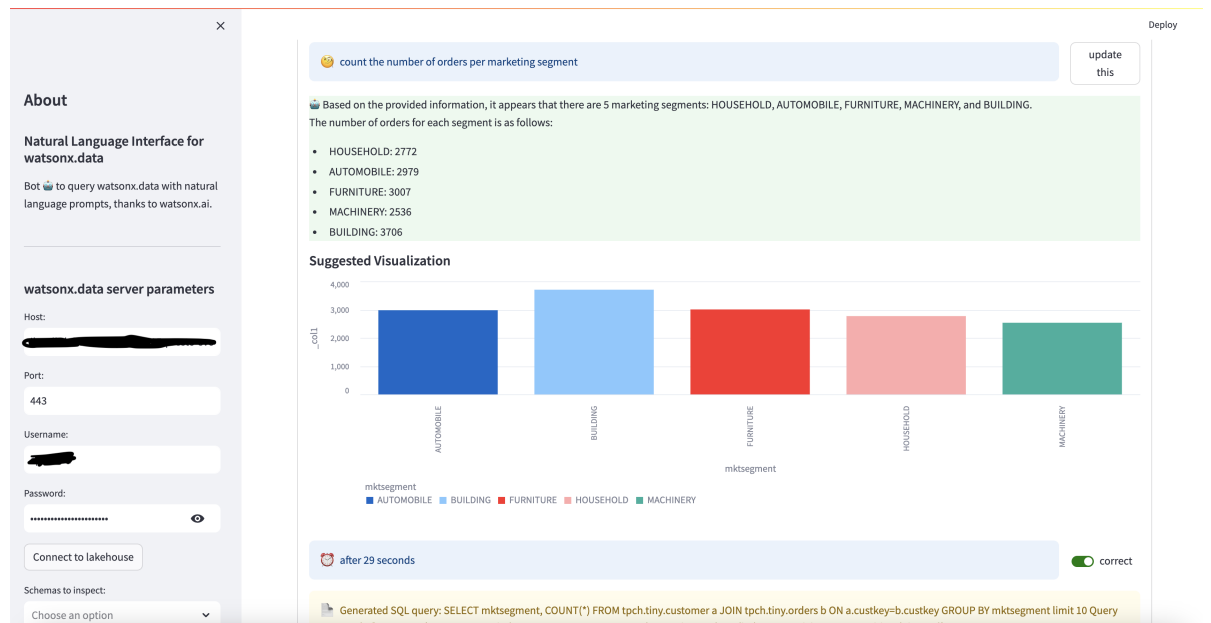 Deploy
About
Natural Language Interface for
watsonx.data
Bot 🤖 to query watsonx.data with natural
language prompts, thanks to watsonx.ai.
watsonx.data server parameters
Host:
Port:
443
Username:
Password:
Connect to lakehouse
Schemas to inspect:
Choose an option
count the number of orders per marketing segment
update
this
Based on the provided information, it appears that there are 5 marketing segments: HOUSEHOLD, AUTOMOBILE, FURNITURE, MACHINERY, and BUILDING.
The number of orders for each segment is as follows:
• HOUSEHOLD: 2772
• AUTOMOBILE: 2979
• FURNITURE: 3007
• MACHINERY: 2536
• BUILDING: 3706
Suggested Visualization
4,000
3,000
2,000
1,000
0
_col1
AUTOMOBILE
BUILDING
FURNITURE
HOUSEHOLD
MACHINERY
mktsegment
mktsegment
AUTOMOBILE BUILDING FURNITURE HOUSEHOLD MACHINERY
after 29 seconds
correct
Generated SQL query: SELECT mktsegment, COUNT(*) FROM tpch.tiny.customer a JOIN tpch.tiny.orders b ON a.custkey=b.custkey GROUP BY mktsegment limit 10 Query